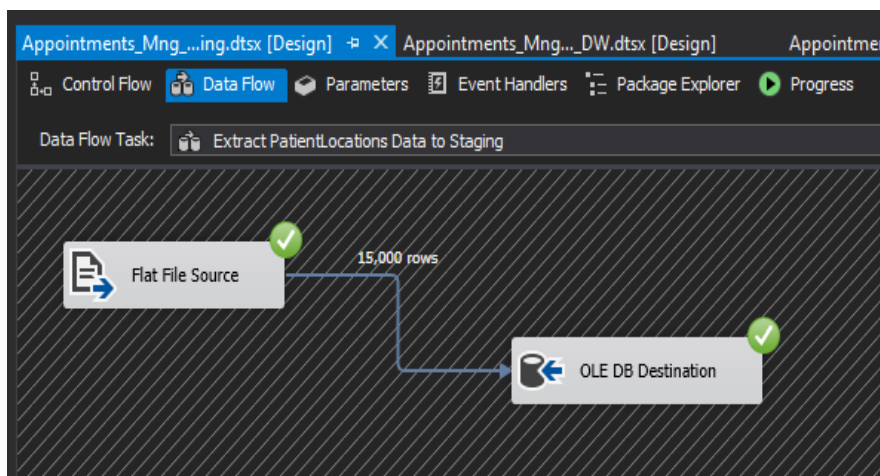 Appointments_Mng_...ing.dtsx [Design] Appointments_Mng..._DW.dtsx [Design] Appointmen
Control Flow Data Flow Parameters Event Handlers Package Explorer Progress
Data Flow Task: Extract PatientLocations Data to Staging
15,000 rows
Flat File Source
OLE DB Destination